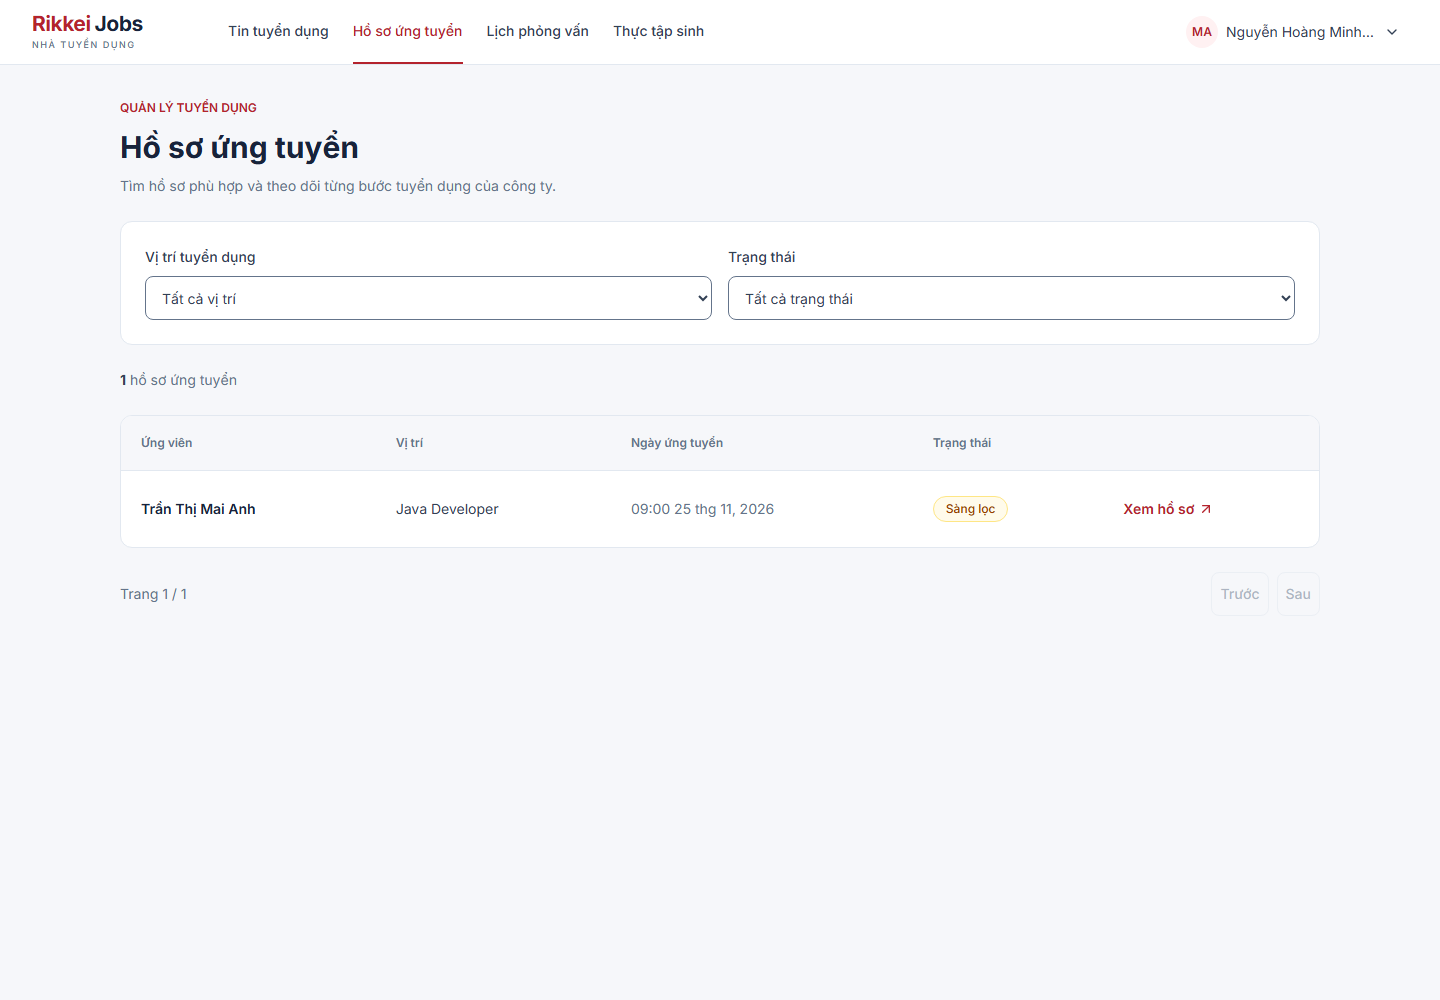 Rikkei Jobs
NHÀ TUYỂN DỤNG
Tin tuyển dụng
Hồ sơ ứng tuyển
Lịch phỏng vấn
Thực tập sinh
MA
Nguyễn Hoàng Minh...
QUẢN LÝ TUYỂN DỤNG
Hồ sơ ứng tuyển
Tìm hồ sơ phù hợp và theo dõi từng bước tuyển dụng của công ty.
Vị trí tuyển dụng
Trạng thái
Tất cả vị trí
Tất cả trạng thái
1 hồ sơ ứng tuyển
Ứng viên Vị trí Ngày ứng tuyển Trạng thái
Trần Thị Mai Anh Java Developer 09:00 25 thg 11, 2026 Sàng lọc Xem hồ sơ
Trang 1 / 1
Trước
Sau